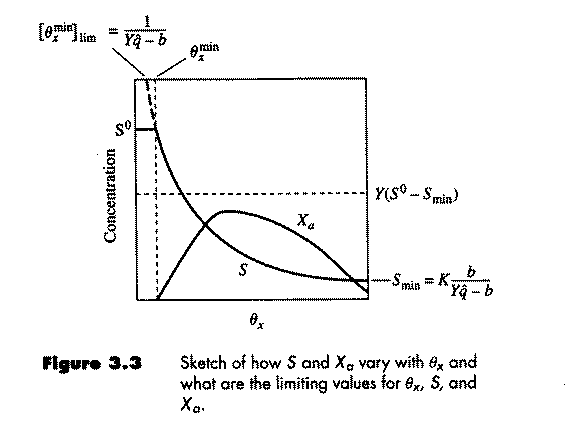 [θₓᵐⁱⁿ]lim = 1 / Yq̂ – b
θₓᵐⁱⁿ
S⁰
Concentration
Y(S⁰ – Smin)
Xₐ
S
Smin = K b / Yq̂ – b
θₓ
Figure 3.3 Sketch of how S and Xₐ vary with θₓ and
what are the limiting values for θₓ, S, and
Xₐ.